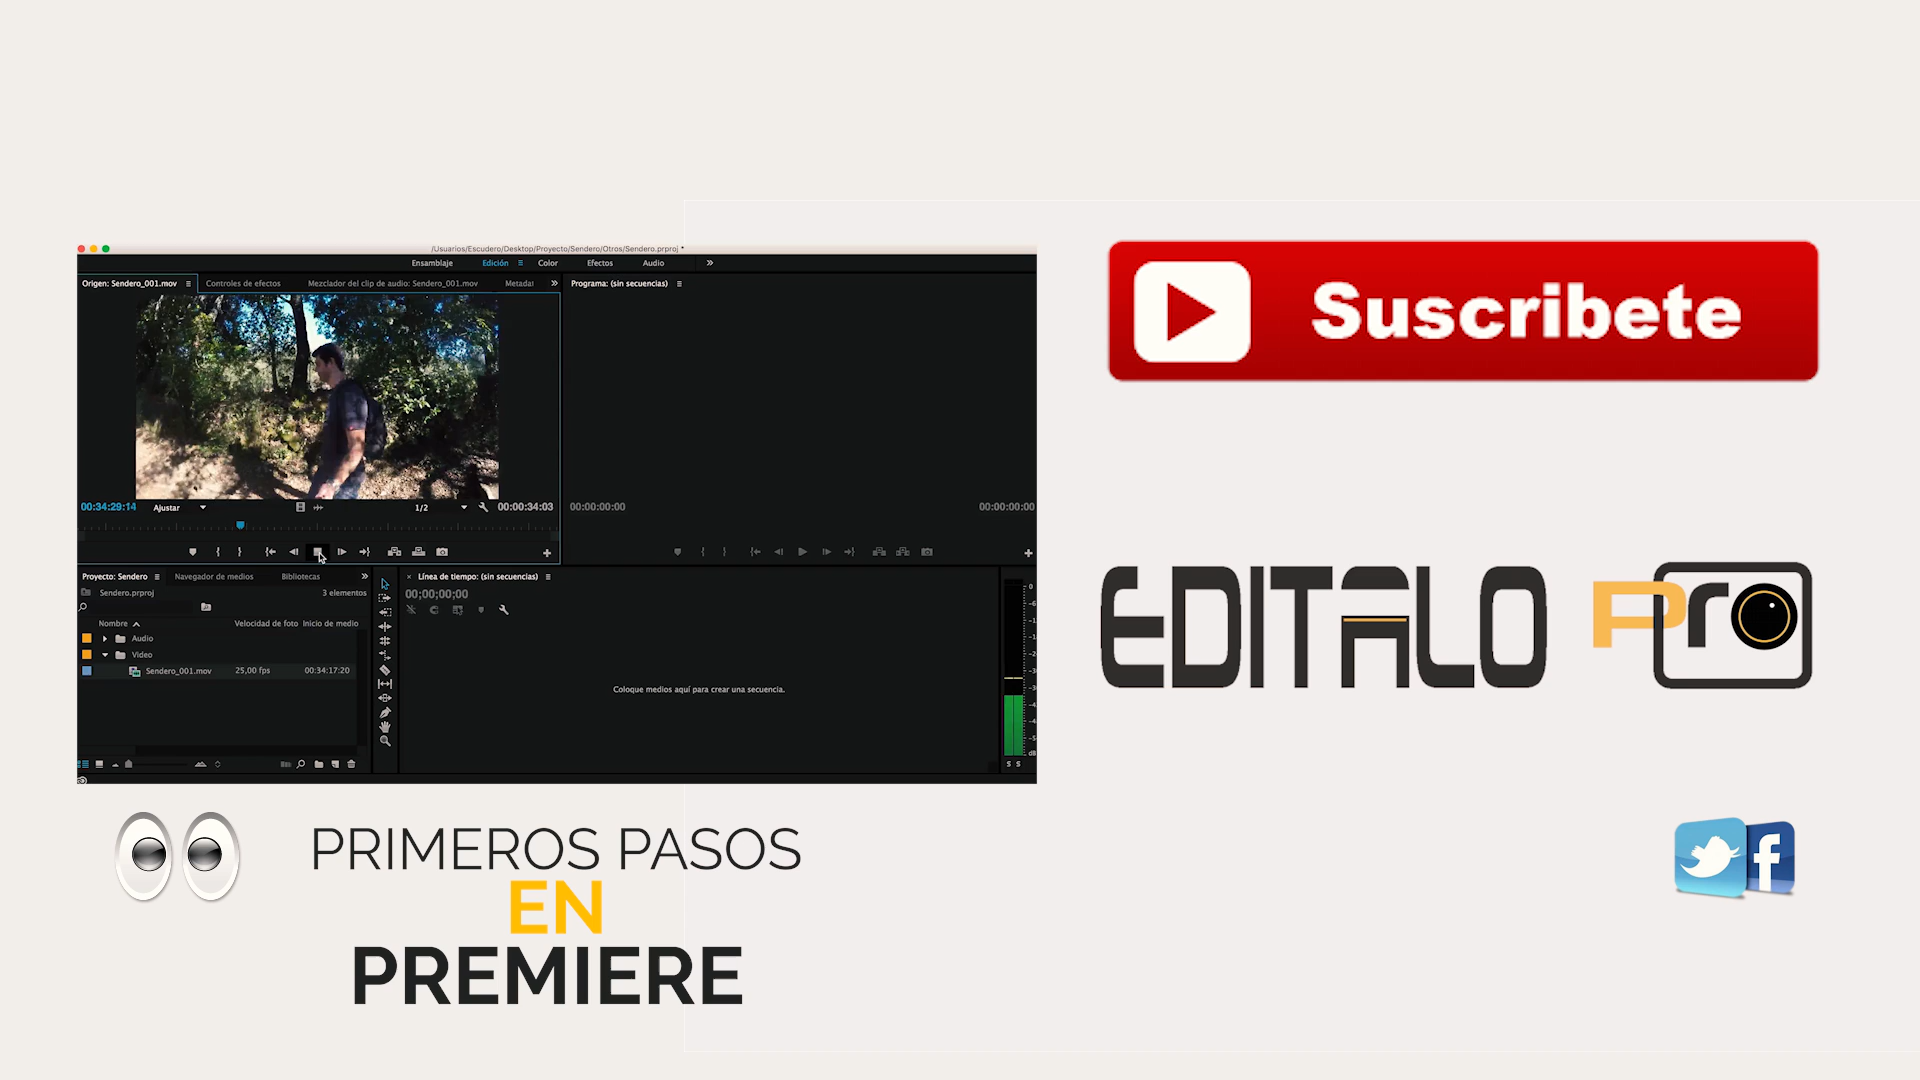 /Usuarios/Escudero/Desktop/Proyecto/Sendero/Otros/Sendero.prproj *
Ensamblaje Edición Color Efectos Audio
Origen: Sendero_001.mov Controles de efectos Mezclador del clip de audio: Sendero_001.mov Metada
Programa: (sin secuencias)
00:34:29:14 Ajustar 1/2 00:00:34:03
00:00:00:00 00:00:00:00
Proyecto: Sendero Navegador de medios Bibliotecas
Sendero.prproj 3 elementos
Nombre Velocidad de foto Inicio de medio
Audio
Video
Sendero_001.mov 25,00 fps 00:34:17:20
Línea de tiempo: (sin secuencias)
00;00;00;00
Coloque medios aquí para crear una secuencia.
S S
Suscribete
EDITALO Pro
PRIMEROS PASOS
EN
PREMIERE